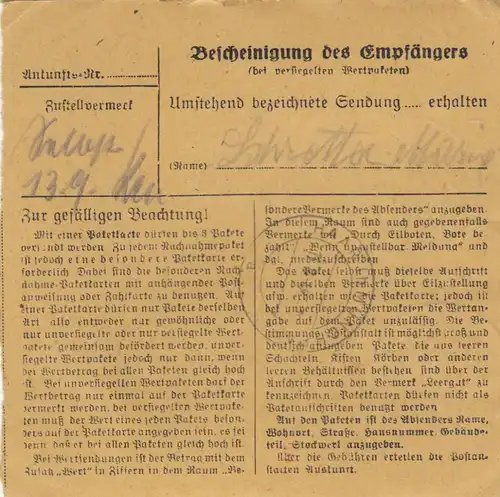 Ankunfts-Nr.
Zustellvermerk
Selbst
13.9.
Bescheinigung des Empfängers
(bei versiegelten Wertpaketen)
Umstehend bezeichnete Sendung ..... erhalten
(Name)
Marie
Zur gefälligen Beachtung!
Mit einer Paketkarte dürfen bis 3 Pakete
versandt werden. Zu jedem Nachnahmepaket
ist jedoch eine besondere Paketkarte er-
forderlich. Dabei sind die besonderen Nach-
nahme-Paketkarten mit anhängender Post-
anweisung oder Zahlkarte zu benutzen. Auf
einer Paketkarte dürfen nur Pakete derselben
Art also entweder nur gewöhnliche oder
nur unversiegelte oder nur versiegelte Wert-
pakete gemeinsam befördert werden, unver-
siegelte Wertpakete jedoch nur dann, wenn
der Wertbetrag bei allen Paketen gleich hoch
ist. Bei unversiegelten Wertpaketen darf der
Wertbetrag nur einmal auf der Paketkarte
vermerkt werden, bei versiegelten Wertpake-
ten muß der Wert eines jeden Pakets beson-
ders auf der Paketkarte angegeben sein, es sei
denn, daß er bei allen Paketen gleich hoch ist.
Bei Wertsendungen ist der Betrag mit dem
Zusatz „Wert" in Ziffern in dem Raum „Be-
sondere Vermerke des Absenders" anzugeben.
In diesem Raum sind auch gegebenenfalls
Vermerke wie „Durch Eilboten, Bote be-
zahlt", „Wenn unzustellbar, Meldung" und
dgl. niederzuschreiben.
Das Paket selbst muß dieselbe Aufschrift
und dieselben Vermerke über Eilzustellung
usw. erhalten wie die Paketkarte; jedoch ist
bei unversiegelten Wertpaketen die Wertan-
gabe auf dem Paket unzulässig. Die Be-
stimmungs-Postanstalt ist möglichst groß und
deutlich anzugeben. Pakete, die aus leeren
Schachteln, Kisten, Körben oder anderen
leeren Behältnissen bestehen, sind über der
Aufschrift durch den Vermerk „Leergut" zu
kennzeichnen. Paketkarten dürfen nicht als
Paketaufschriften benutzt werden.
Auf den Paketen ist des Absenders Name,
Wohnort, Straße, Hausnummer, Gebäude-
teil, Stockwerk anzugeben.
Über die Gebühren erteilen die Postan-
stalten Auskunft.